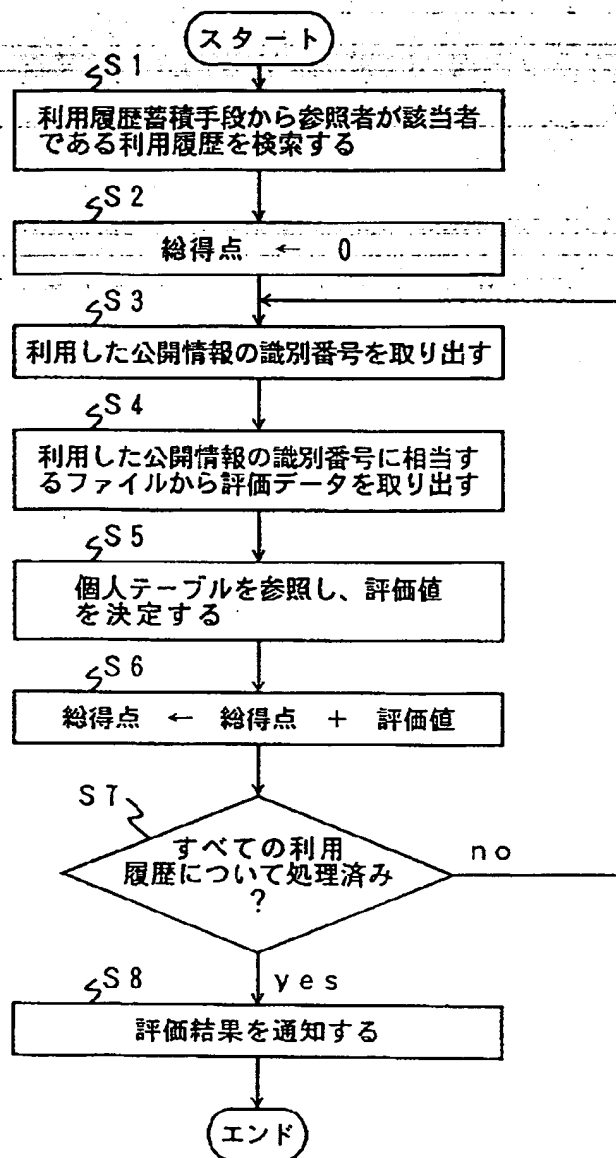 スタート
S1
利用履歴蓄積手段から参照者が該当者
である利用履歴を検索する
S2
総得点 ← 0
S3
利用した公開情報の識別番号を取り出す
S4
利用した公開情報の識別番号に相当す
るファイルから評価データを取り出す
S5
個人テーブルを参照し、評価値
を決定する
S6
総得点 ← 総得点 + 評価値
S7
すべての利用
履歴について処理済み
?
no
yes
S8
評価結果を通知する
エンド